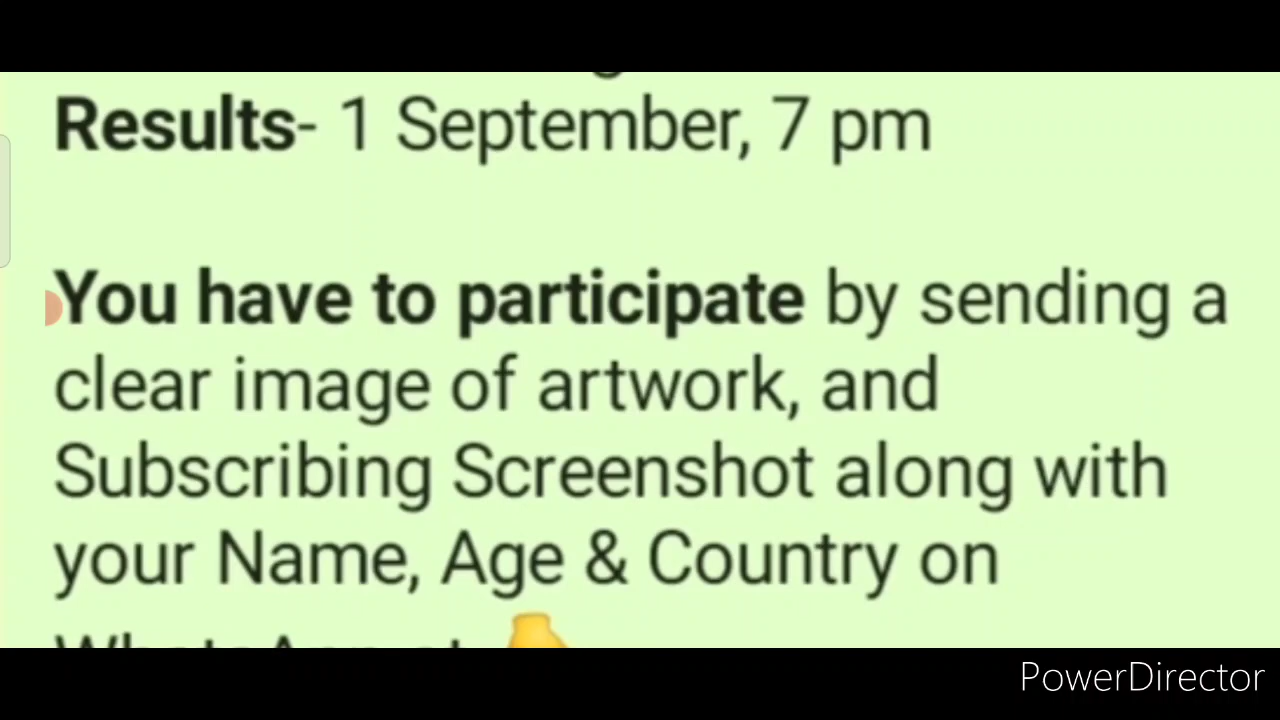 Results- 1 September, 7 pm
You have to participate by sending a
clear image of artwork, and
Subscribing Screenshot along with
your Name, Age & Country on
PowerDirector